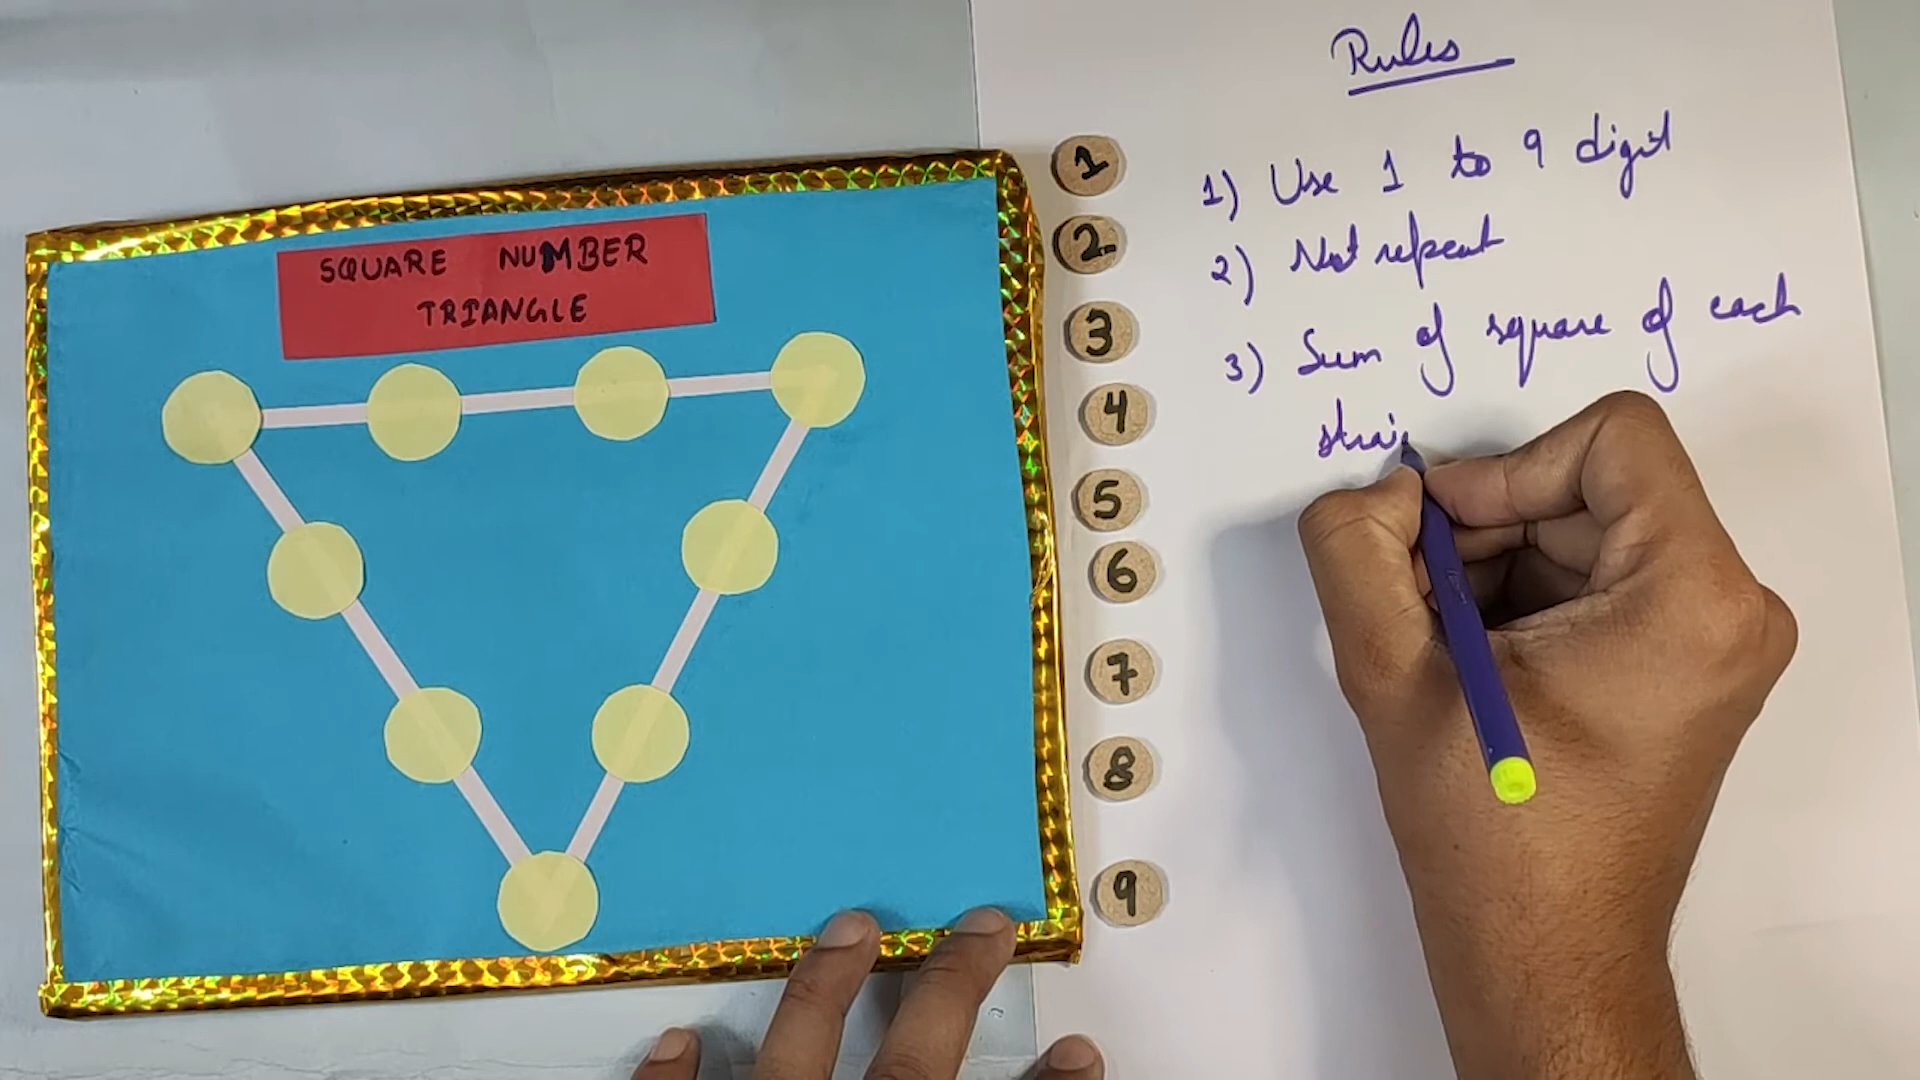 SQUARE NUMBER
TRIANGLE
1
2
3
4
5
6
7
8
9
Rules
1) Use 1 to 9 digit
2) Not repeat
3) Sum of square of each
strai